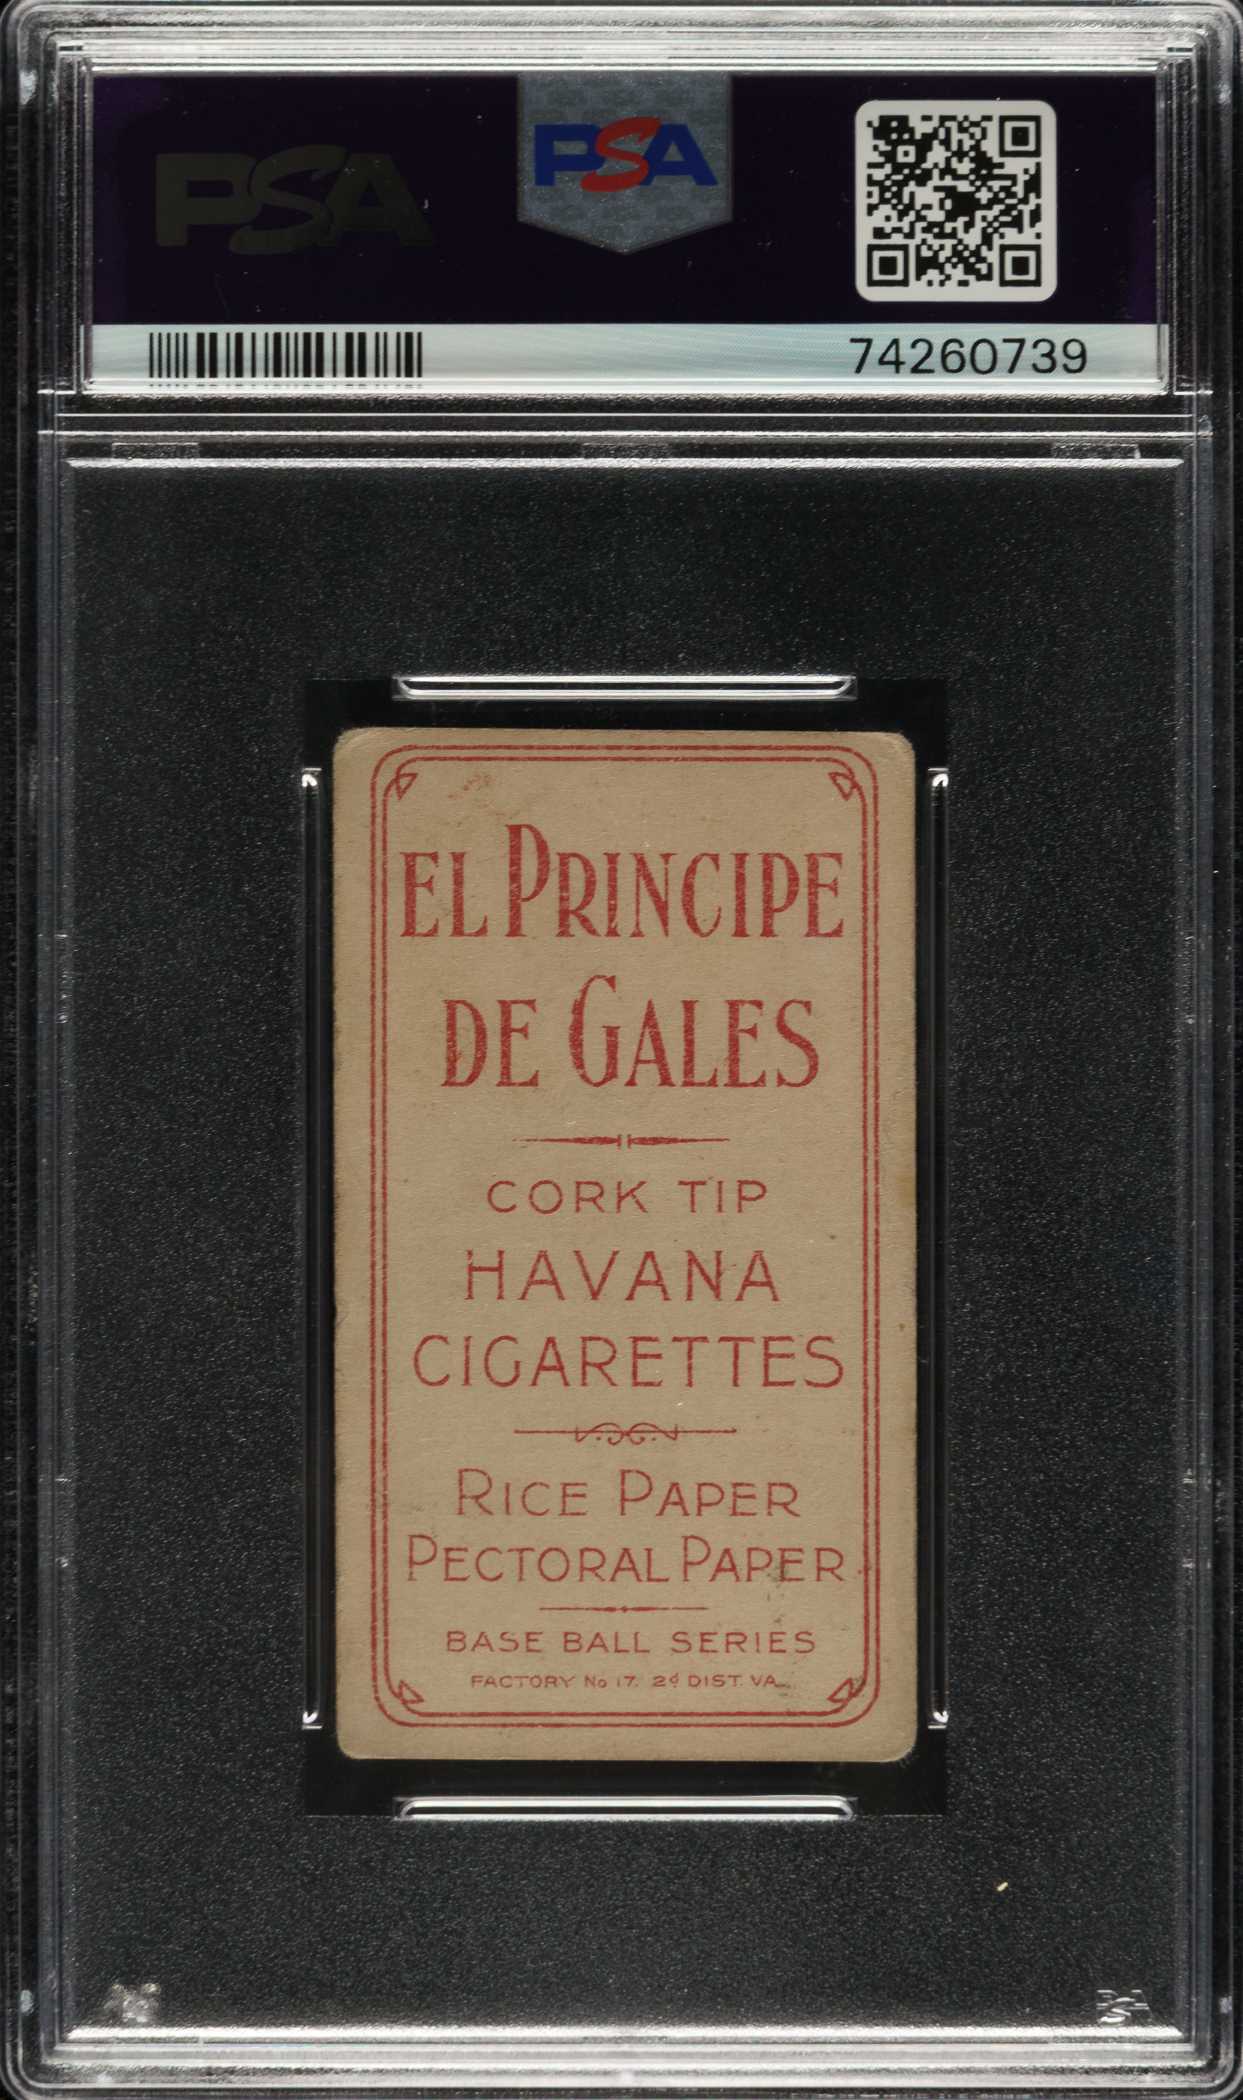 PSA
PSA
74260739
EL PRINCIPE
DE GALES
CORK TIP
HAVANA
CIGARETTES
RICE PAPER
PECTORAL PAPER
BASE BALL SERIES
FACTORY No 17. 2d DIST. VA.
PSA